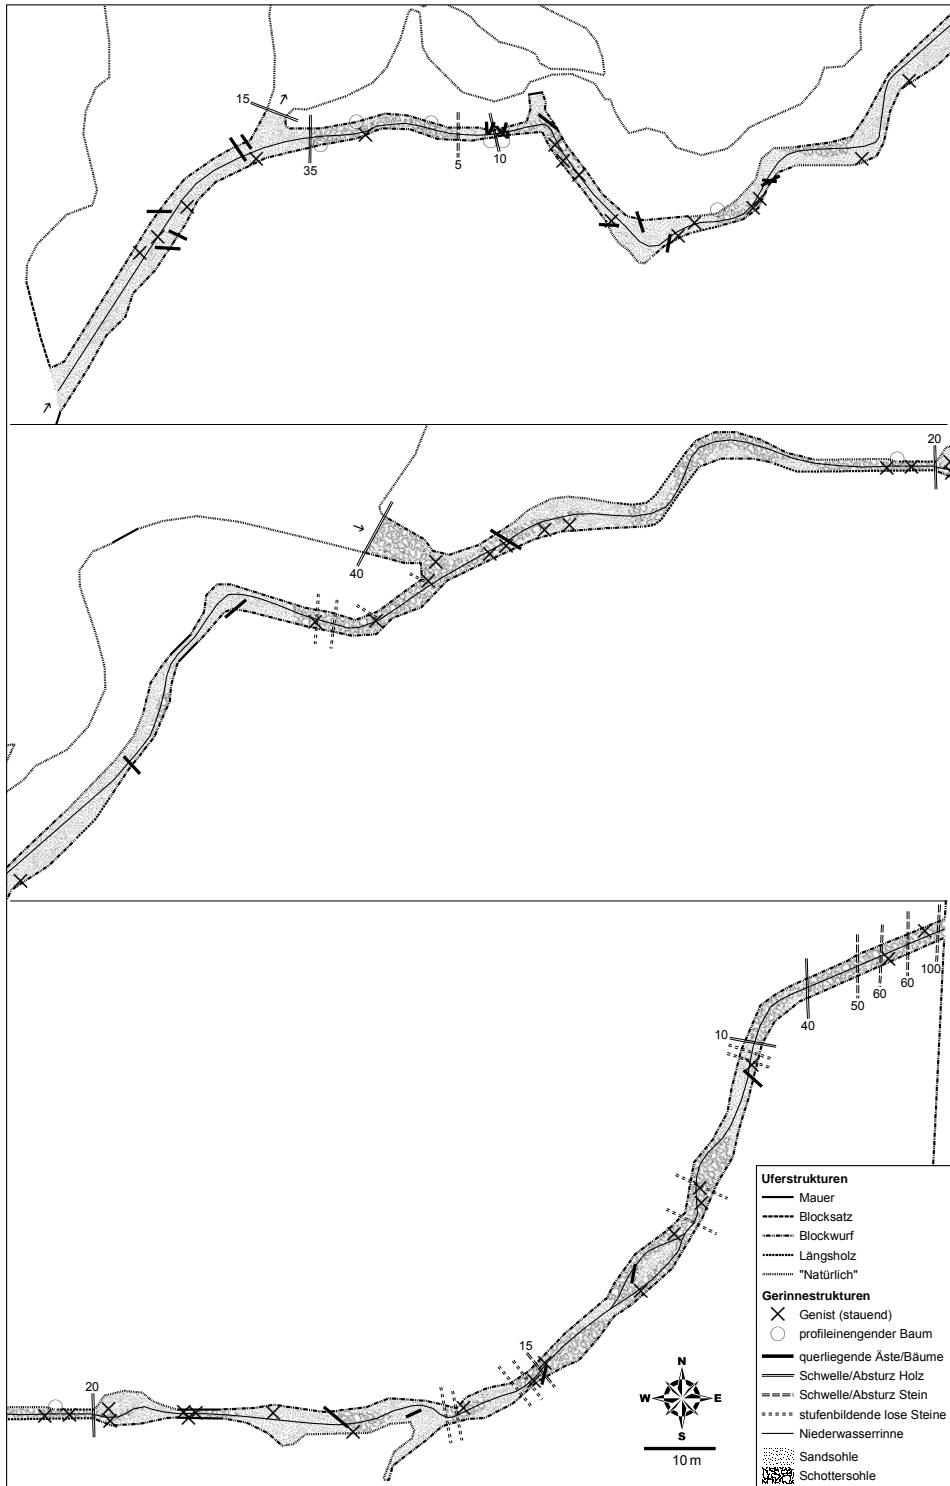 15
35
5
10
20
40
100
60
60
50
40
10
15
20
N
W E
S
10 m
Uferstrukturen
Mauer
Blocksatz
Blockwurf
Längsholz
"Natürlich"
Gerinnestrukturen
Genist (stauend)
profileinengender Baum
querliegende Äste/Bäume
Schwelle/Absturz Holz
Schwelle/Absturz Stein
stufenbildende lose Steine
Niederwasserrinne
Sandsohle
Schottersohle